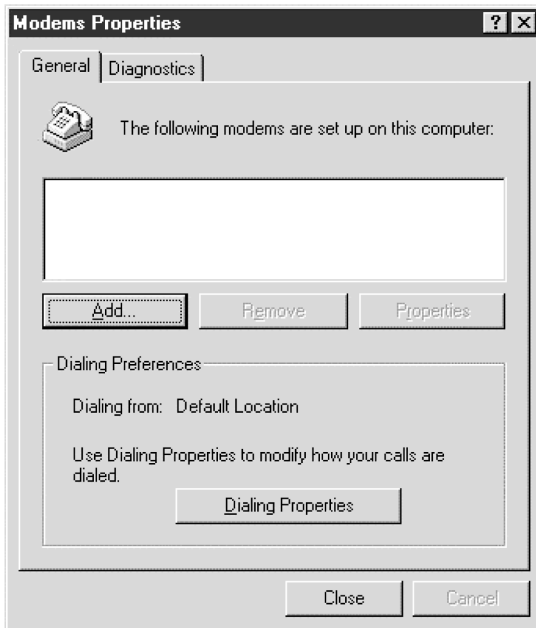 Modems Properties
General Diagnostics
The following modems are set up on this computer:
Add... Remove Properties
Dialing Preferences
Dialing from: Default Location
Use Dialing Properties to modify how your calls are
dialed.
Dialing Properties
Close Cancel